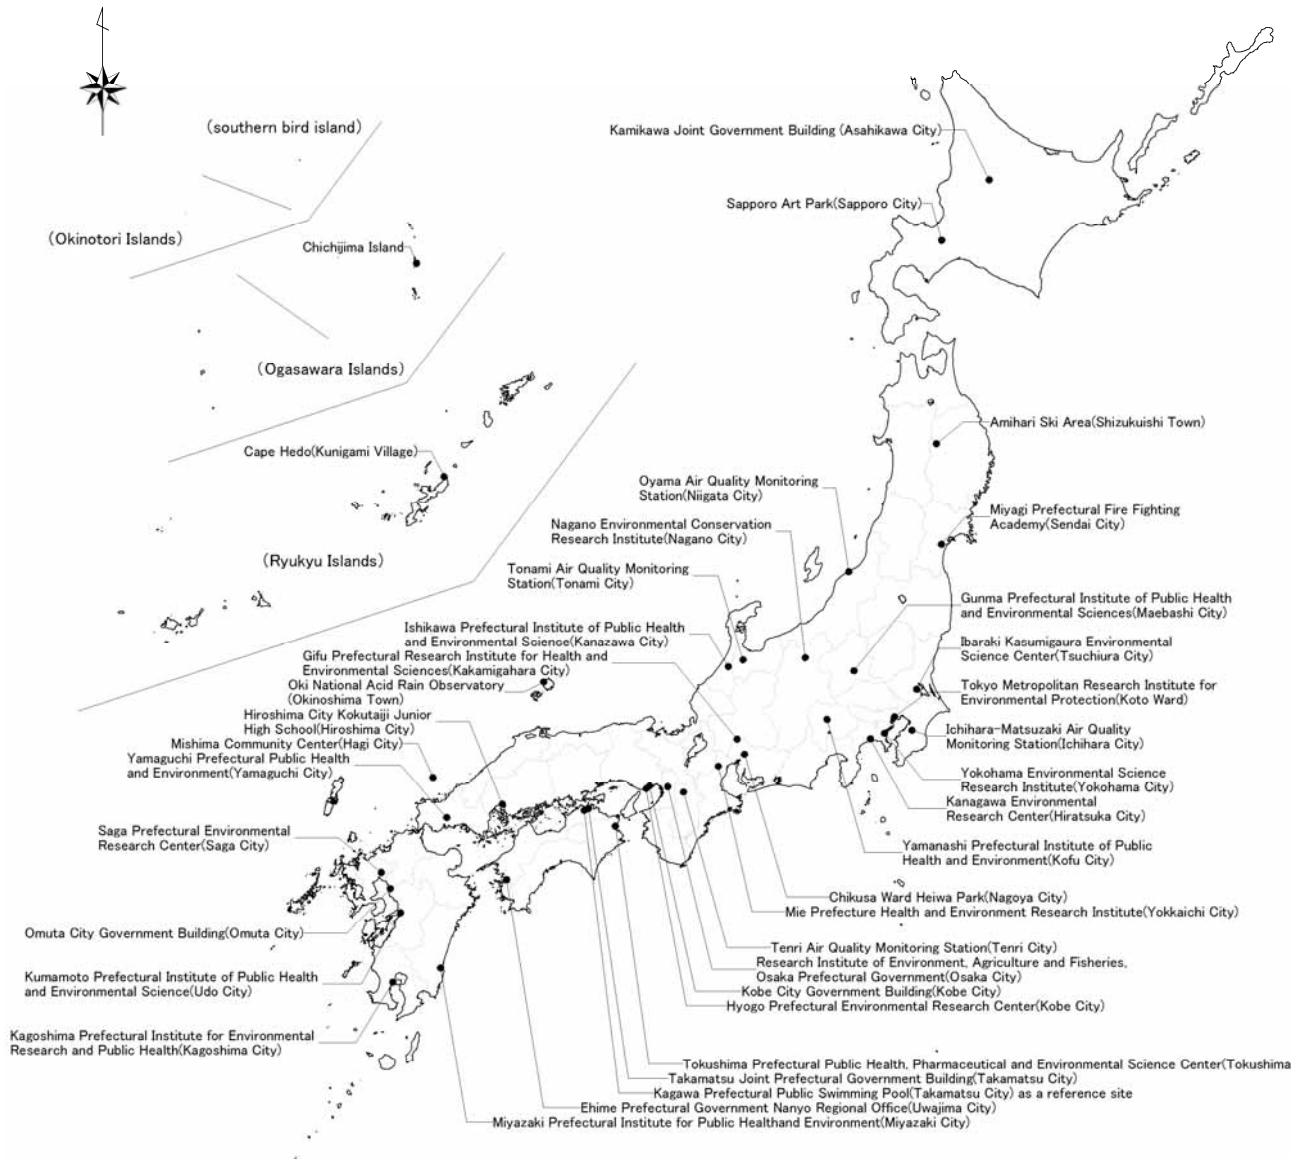 (southern bird island)
Kamikawa Joint Government Building (Asahikawa City)
Sapporo Art Park(Sapporo City)
(Okinotori Islands)
Chichijima Island
(Ogasawara Islands)
Amihari Ski Area(Shizukuishi Town)
Cape Hedo(Kunigami Village)
Oyama Air Quality Monitoring
Station(Niigata City)
Miyagi Prefectural Fire Fighting
Academy(Sendai City)
Nagano Environmental Conservation
Research Institute(Nagano City)
(Ryukyu Islands)
Tonami Air Quality Monitoring
Station(Tonami City)
Gunma Prefectural Institute of Public Health
and Environmental Sciences(Maebashi City)
Ishikawa Prefectural Institute of Public Health
and Environmental Science(Kanazawa City)
Ibaraki Kasumigaura Environmental
Science Center(Tsuchiura City)
Gifu Prefectural Research Institute for Health and
Environmental Sciences(Kakamigahara City)
Oki National Acid Rain Observatory
(Okinoshima Town)
Tokyo Metropolitan Research Institute for
Environmental Protection(Koto Ward)
Hiroshima City Kokutaiji Junior
High School(Hiroshima City)
Ichihara-Matsuzaki Air Quality
Monitoring Station(Ichihara City)
Mishima Community Center(Hagi City)
Yamaguchi Prefectural Public Health
and Environment(Yamaguchi City)
Yokohama Environmental Science
Research Institute(Yokohama City)
Kanagawa Environmental
Research Center(Hiratsuka City)
Saga Prefectural Environmental
Research Center(Saga City)
Yamanashi Prefectural Institute of Public
Health and Environment(Kofu City)
Chikusa Ward Heiwa Park(Nagoya City)
Mie Prefecture Health and Environment Research Institute(Yokkaichi City)
Omuta City Government Building(Omuta City)
Tenri Air Quality Monitoring Station(Tenri City)
Research Institute of Environment, Agriculture and Fisheries,
Osaka Prefectural Government(Osaka City)
Kumamoto Prefectural Institute of Public Health
and Environmental Science(Udo City)
Kobe City Government Building(Kobe City)
Hyogo Prefectural Environmental Research Center(Kobe City)
Kagoshima Prefectural Institute for Environmental
Research and Public Health(Kagoshima City)
Tokushima Prefectural Public Health, Pharmaceutical and Environmental Science Center(Tokushima
Takamatsu Joint Prefectural Government Building(Takamatsu City)
Kagawa Prefectural Public Swimming Pool(Takamatsu City) as a reference site
Ehime Prefectural Government Nanyo Regional Office(Uwajima City)
Miyazaki Prefectural Institute for Public Healthand Environment(Miyazaki City)